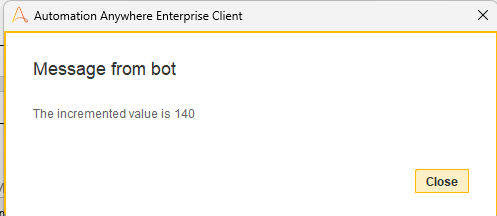 Automation Anywhere Enterprise Client
Message from bot
The incremented value is 140
Close